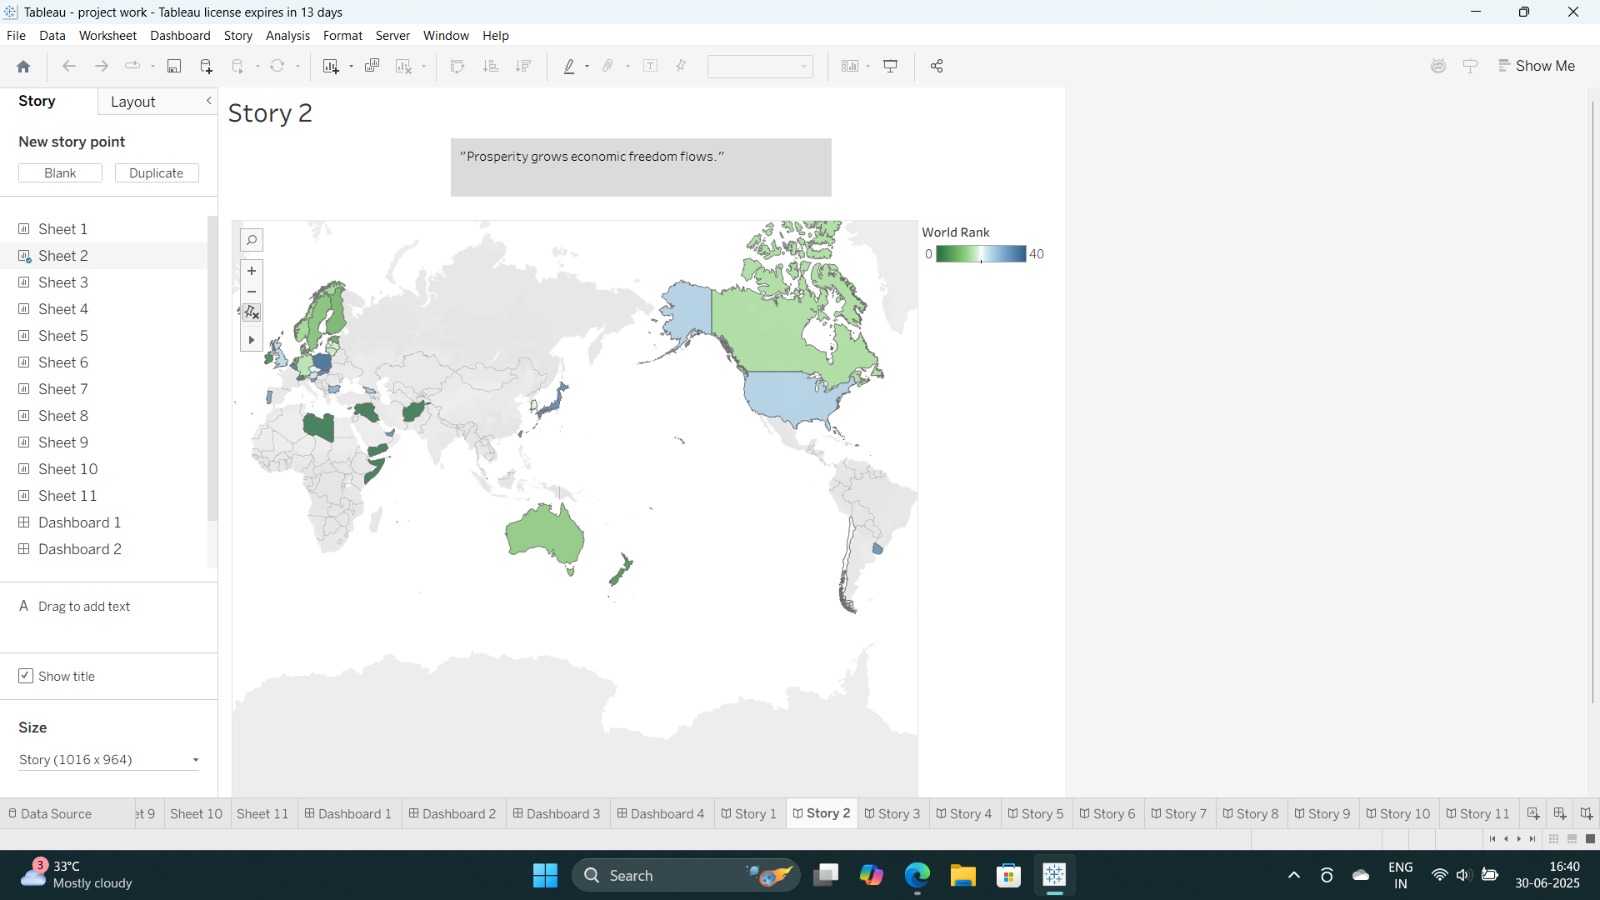 Tableau - project work - Tableau license expires in 13 days
File Data Worksheet Dashboard Story Analysis Format Server Window Help
Show Me
Story Layout
Story 2
New story point
Blank Duplicate
"Prosperity grows economic freedom flows."
Sheet 1
Sheet 2
Sheet 3
Sheet 4
Sheet 5
Sheet 6
Sheet 7
Sheet 8
Sheet 9
Sheet 10
Sheet 11
Dashboard 1
Dashboard 2
World Rank
0 40
A Drag to add text
Show title
Size
Story (1016 x 964)
Data Source et 9 Sheet 10 Sheet 11 Dashboard 1 Dashboard 2 Dashboard 3 Dashboard 4 Story 1 Story 2 Story 3 Story 4 Story 5 Story 6 Story 7 Story 8 Story 9 Story 10 Story 11
3
33°C
Mostly cloudy
Search
ENG
IN
16:40
30-06-2025